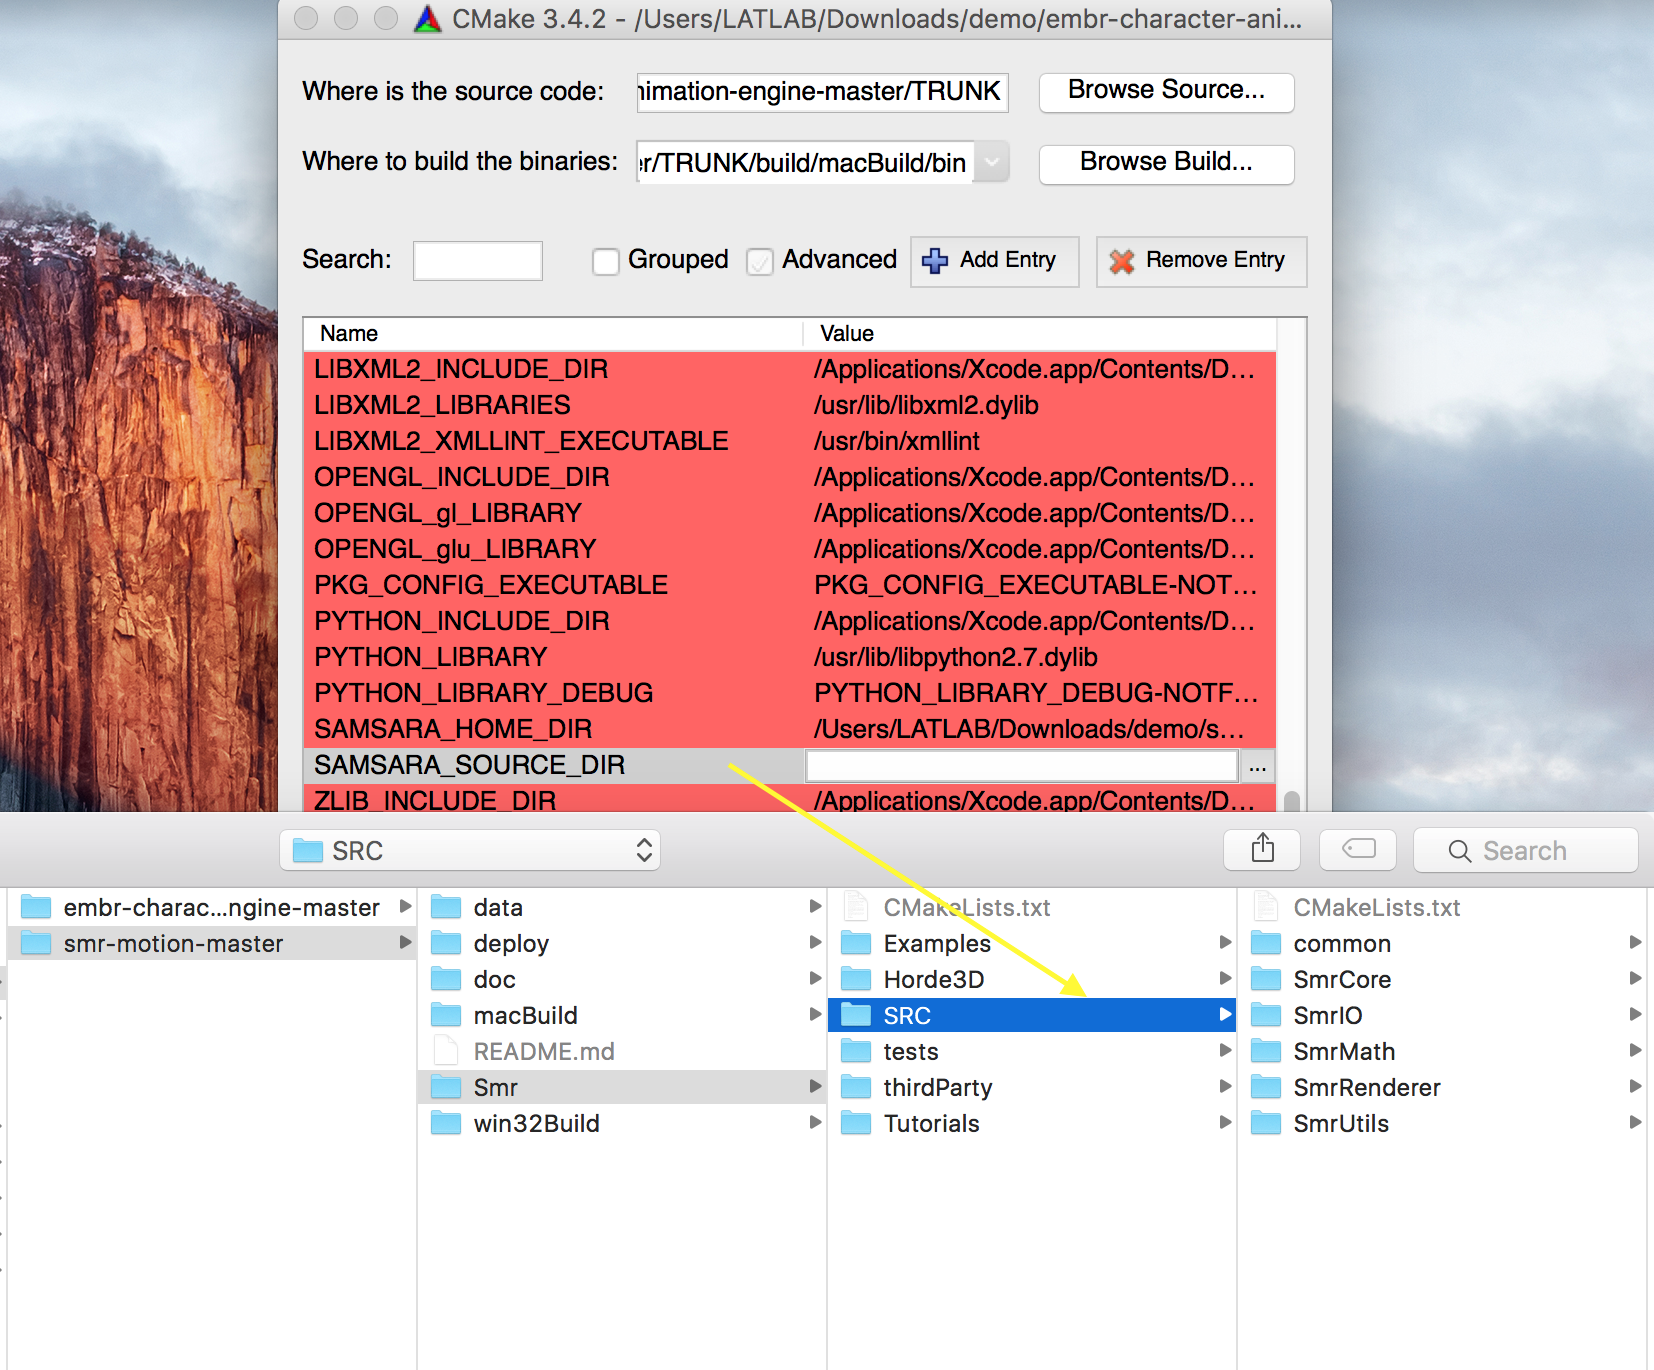 CMake 3.4.2 - /Users/LATLAB/Downloads/demo/embr-character-ani...
Where is the source code: nimation-engine-master/TRUNK Browse Source...
Where to build the binaries: er/TRUNK/build/macBuild/bin Browse Build...
Search: Grouped Advanced Add Entry Remove Entry
Name Value
LIBXML2_INCLUDE_DIR /Applications/Xcode.app/Contents/D...
LIBXML2_LIBRARIES /usr/lib/libxml2.dylib
LIBXML2_XMLLINT_EXECUTABLE /usr/bin/xmllint
OPENGL_INCLUDE_DIR /Applications/Xcode.app/Contents/D...
OPENGL_gl_LIBRARY /Applications/Xcode.app/Contents/D...
OPENGL_glu_LIBRARY /Applications/Xcode.app/Contents/D...
PKG_CONFIG_EXECUTABLE PKG_CONFIG_EXECUTABLE-NOT...
PYTHON_INCLUDE_DIR /Applications/Xcode.app/Contents/D...
PYTHON_LIBRARY /usr/lib/libpython2.7.dylib
PYTHON_LIBRARY_DEBUG PYTHON_LIBRARY_DEBUG-NOTF...
SAMSARA_HOME_DIR /Users/LATLAB/Downloads/demo/s...
SAMSARA_SOURCE_DIR ...
ZLIB_INCLUDE_DIR /Applications/Xcode.app/Contents/D...
SRC Search
embr-charac...ngine-master data CMakeLists.txt CMakeLists.txt
smr-motion-master deploy Examples common
doc Horde3D SmrCore
macBuild SRC SmrIO
README.md tests SmrMath
Smr thirdParty SmrRenderer
win32Build Tutorials SmrUtils